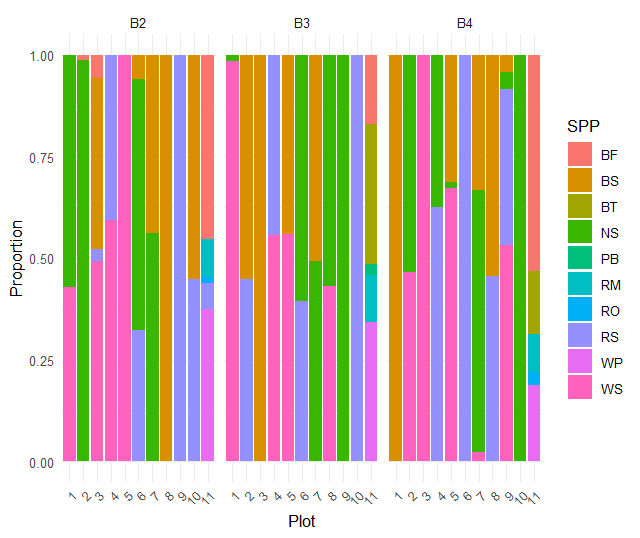 B2 B3 B4
1.00
0.75
0.50
0.25
0.00
Proportion
1 2 3 4 5 6 7 8 9 10 11 1 2 3 4 5 6 7 8 9 10 11 1 2 3 4 5 6 7 8 9 10 11
Plot
SPP
BF
BS
BT
NS
PB
RM
RO
RS
WP
WS